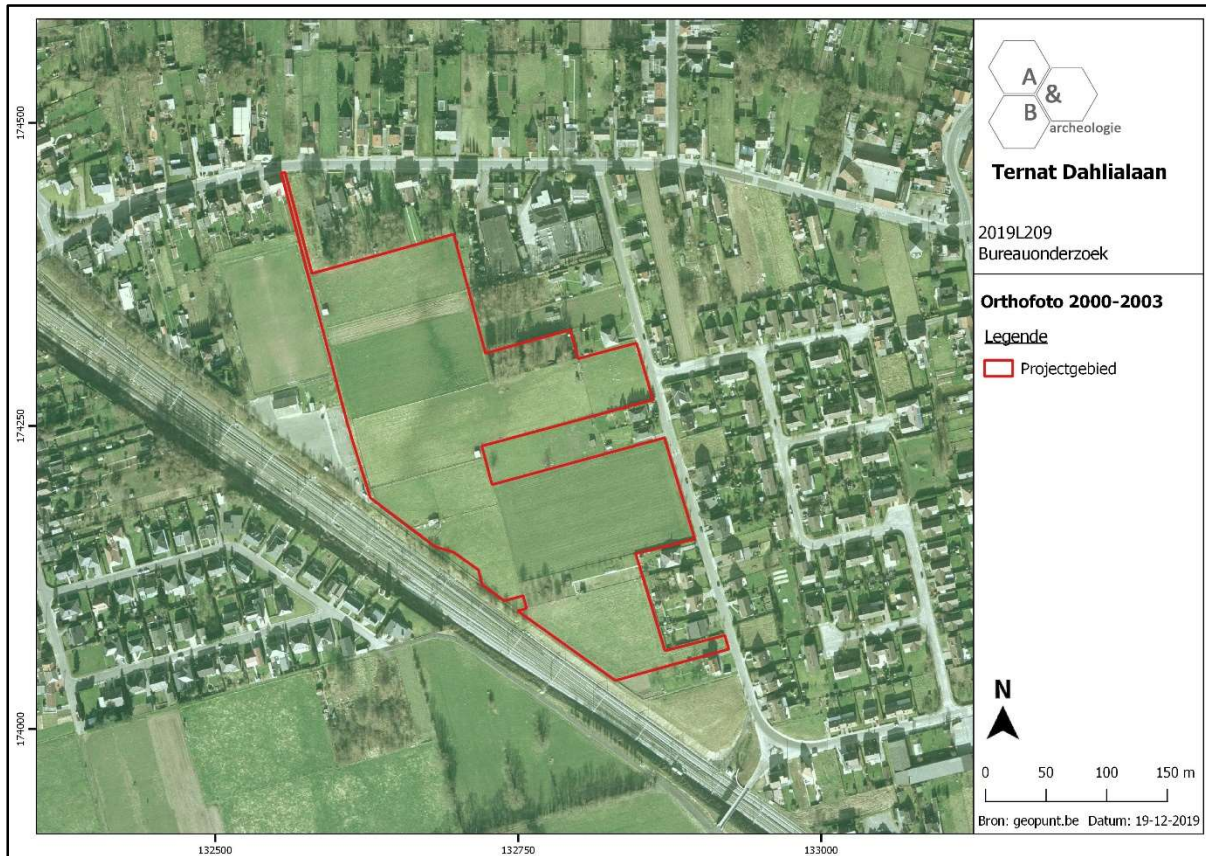 A
&
B
archeologie
Ternat Dahlialaan
2019L209
Bureauonderzoek
Orthofoto 2000-2003
Legende
Projectgebied
N
0 50 100 150 m
Bron: geopunt.be Datum: 19-12-2019
174500
174250
174000
132500 132750 133000